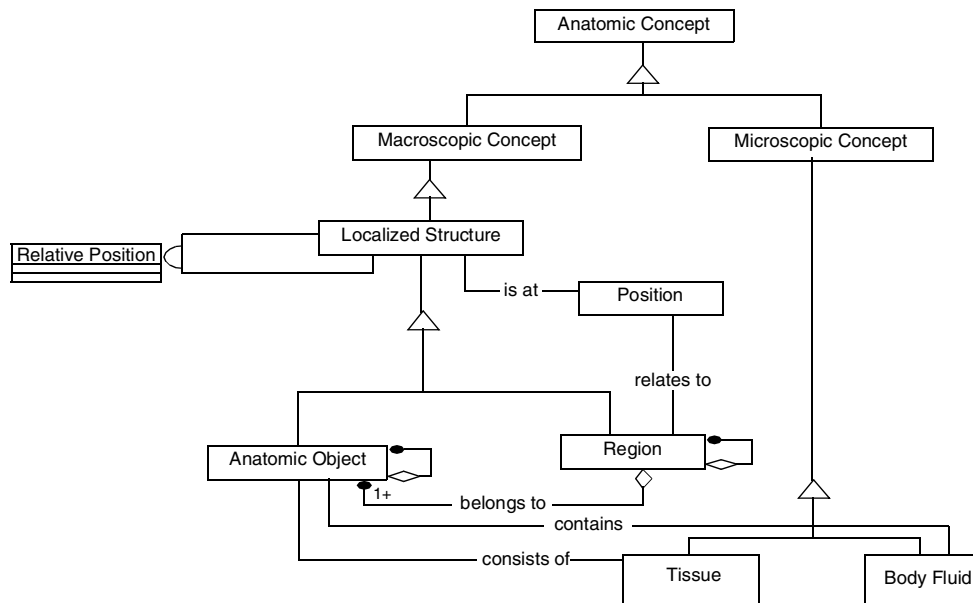 Anatomic Concept
Macroscopic Concept
Microscopic Concept
Localized Structure
Relative Position
is at
Position
relates to
Anatomic Object
Region
1+
belongs to
contains
consists of
Tissue
Body Fluid